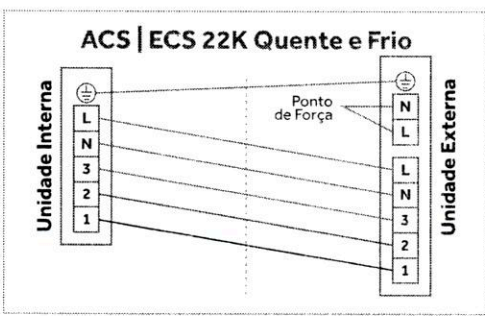 ACS | ECS 22K Quente e Frio
Unidade Interna
L
N
3
2
1
Ponto
de Força
N
L
L
N
3
2
1
Unidade Externa